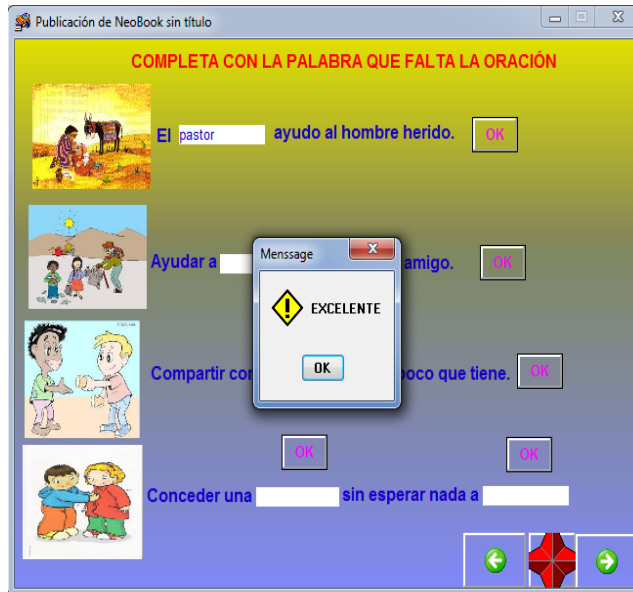 Publicación de NeoBook sin título
COMPLETA CON LA PALABRA QUE FALTA LA ORACIÓN
El pastor ayudo al hombre herido. OK
Menssage
Ayudar a amigo. OK
EXCELENTE
OK
Compartir poco que tiene. OK
OK OK
Conceder una sin esperar nada a